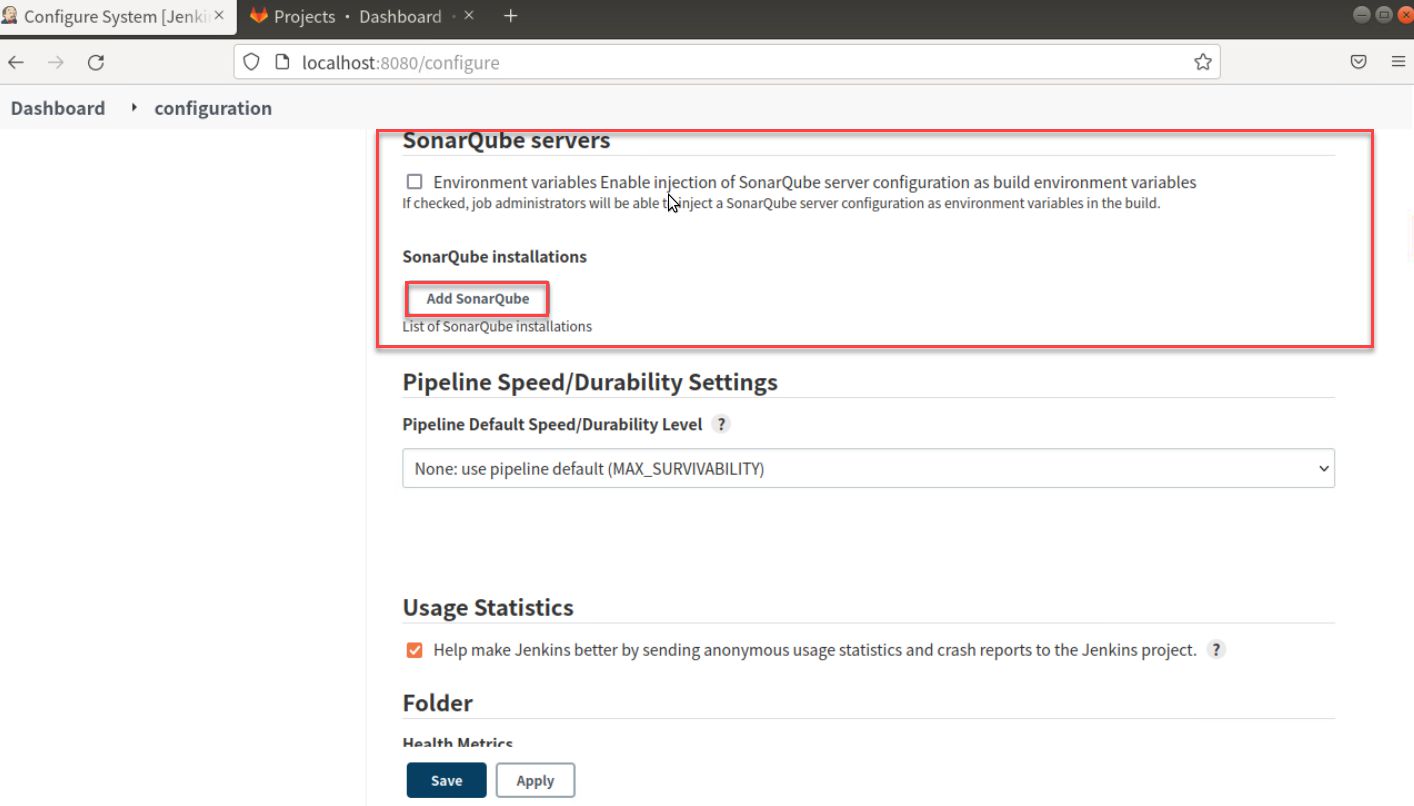 Configure System [Jenki
Projects · Dashboard ·
localhost:8080/configure
Dashboard configuration
SonarQube servers
Environment variables Enable injection of SonarQube server configuration as build environment variables
If checked, job administrators will be able to inject a SonarQube server configuration as environment variables in the build.
SonarQube installations
Add SonarQube
List of SonarQube installations
Pipeline Speed/Durability Settings
Pipeline Default Speed/Durability Level ?
None: use pipeline default (MAX_SURVIVABILITY)
Usage Statistics
Help make Jenkins better by sending anonymous usage statistics and crash reports to the Jenkins project. ?
Folder
Health Metrics
Save Apply